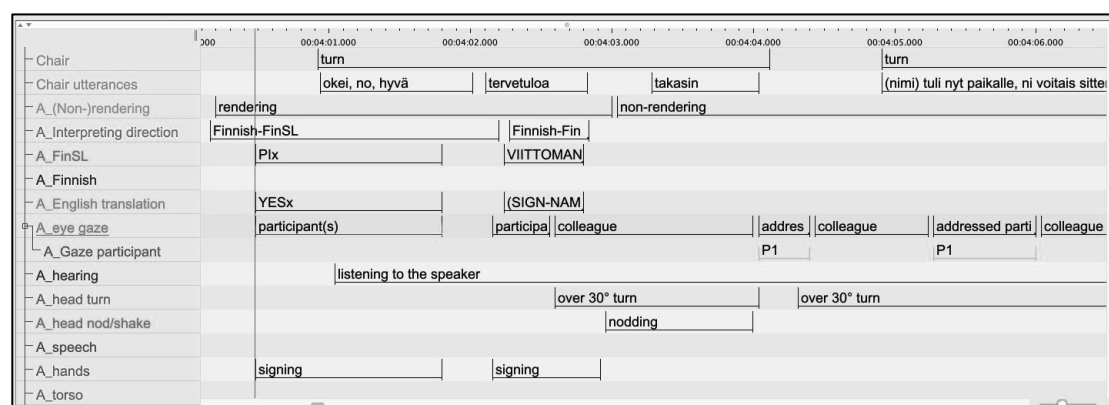 000 00:04:01.000 00:04:02.000 00:04:03.000 00:04:04.000 00:04:05.000 00:04:06.000
Chair turn turn
Chair utterances okei, no, hyvä tervetuloa takasin (nimi) tuli nyt paikalle, ni voitais sitte
A_(Non-)rendering rendering non-rendering
A_Interpreting direction Finnish-FinSL Finnish-Fin
A_FinSL PIx VIITTOMAN
A_Finnish
A_English translation YESx (SIGN-NAM
A_eye gaze participant(s) participa colleague addres colleague addressed parti colleague
A_Gaze participant P1 P1
A_hearing listening to the speaker
A_head turn over 30° turn over 30° turn
A_head nod/shake nodding
A_speech
A_hands signing signing
A_torso